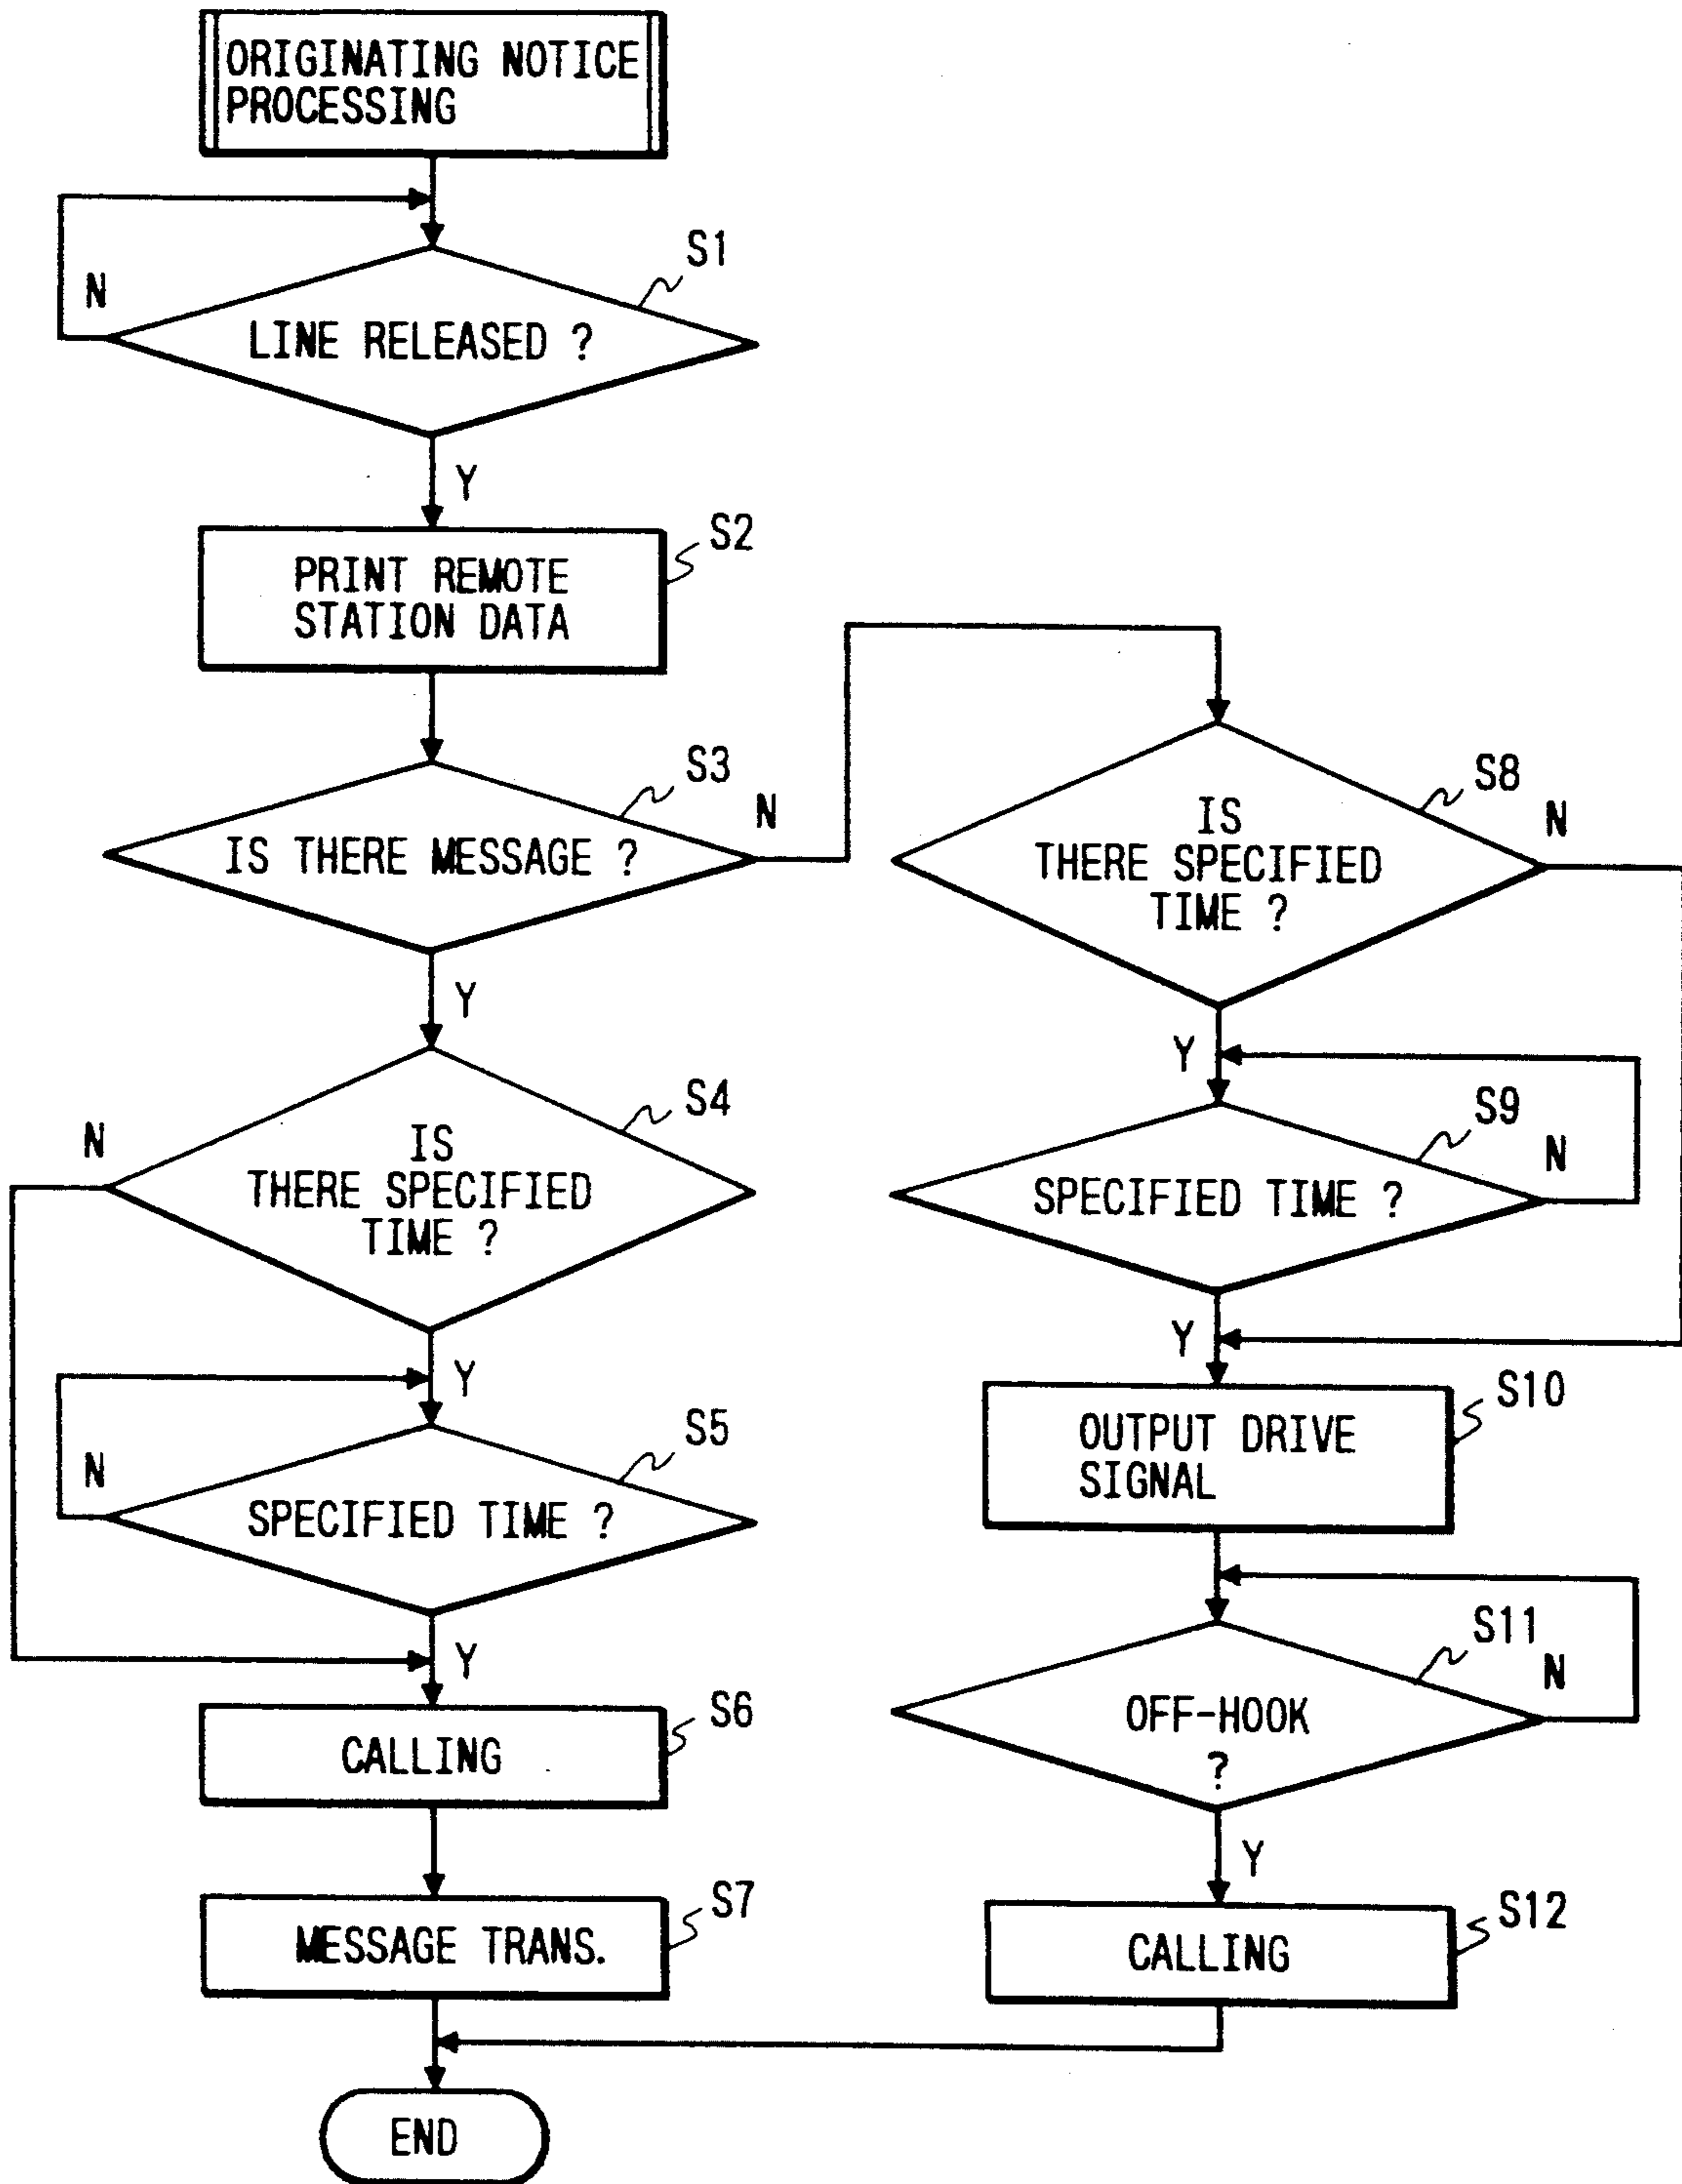 ORIGINATING NOTICE
PROCESSING
S1
N
LINE RELEASED ?
Y
S2
PRINT REMOTE
STATION DATA
S3
N
IS THERE MESSAGE ?
Y
S4
N
IS
THERE SPECIFIED
TIME ?
Y
S5
N
SPECIFIED TIME ?
Y
S6
CALLING
S7
MESSAGE TRANS.
S8
N
IS
THERE SPECIFIED
TIME ?
Y
S9
N
SPECIFIED TIME ?
Y
S10
OUTPUT DRIVE
SIGNAL
S11
N
OFF-HOOK
?
Y
S12
CALLING
END